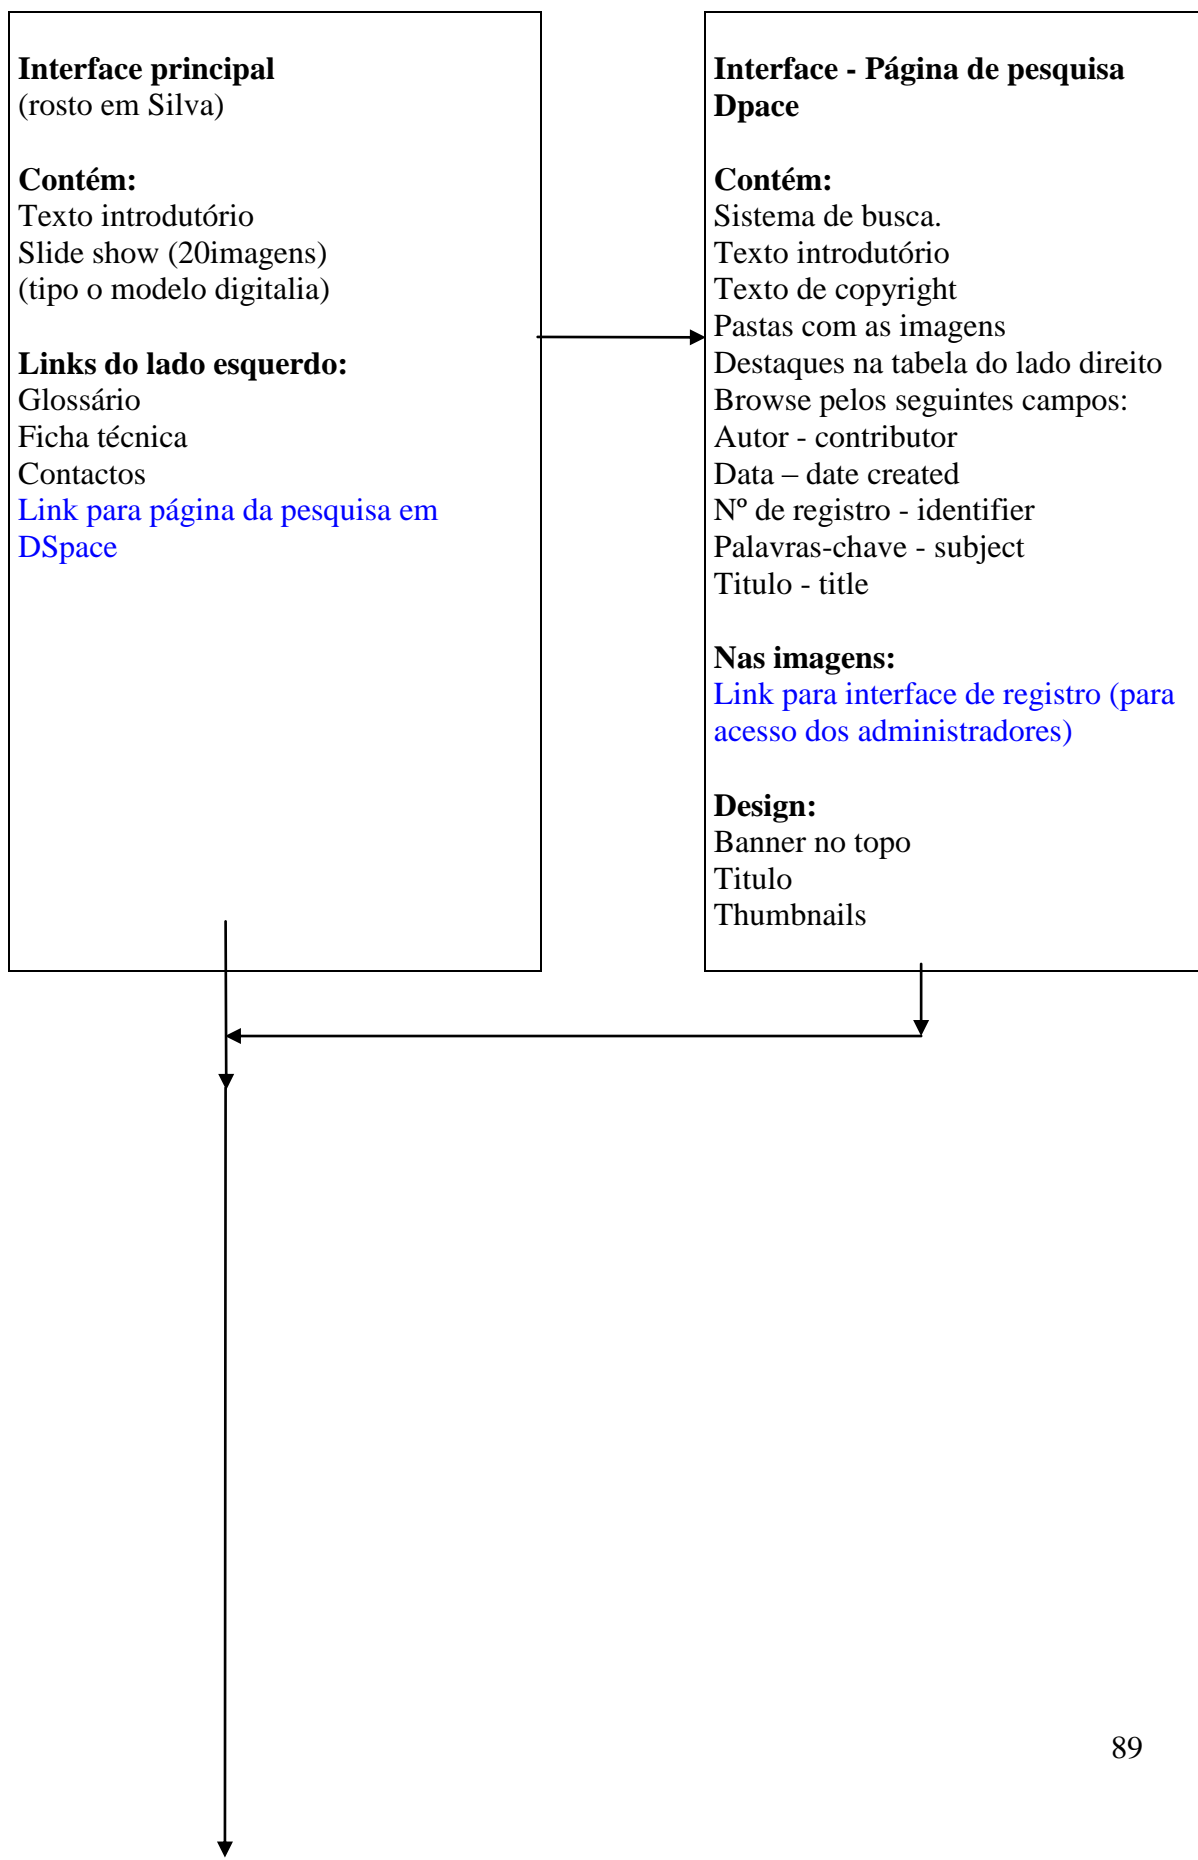 Interface principal
(rosto em Silva)
Contém:
Texto introdutório
Slide show (20imagens)
(tipo o modelo digitalia)
Links do lado esquerdo:
Glossário
Ficha técnica
Contactos
Link para página da pesquisa em
DSpace
Interface - Página de pesquisa
Dpace
Contém:
Sistema de busca.
Texto introdutório
Texto de copyright
Pastas com as imagens
Destaques na tabela do lado direito
Browse pelos seguintes campos:
Autor - contributor
Data – date created
Nº de registro - identifier
Palavras-chave - subject
Titulo - title
Nas imagens:
Link para interface de registro (para
acesso dos administradores)
Design:
Banner no topo
Titulo
Thumbnails
89